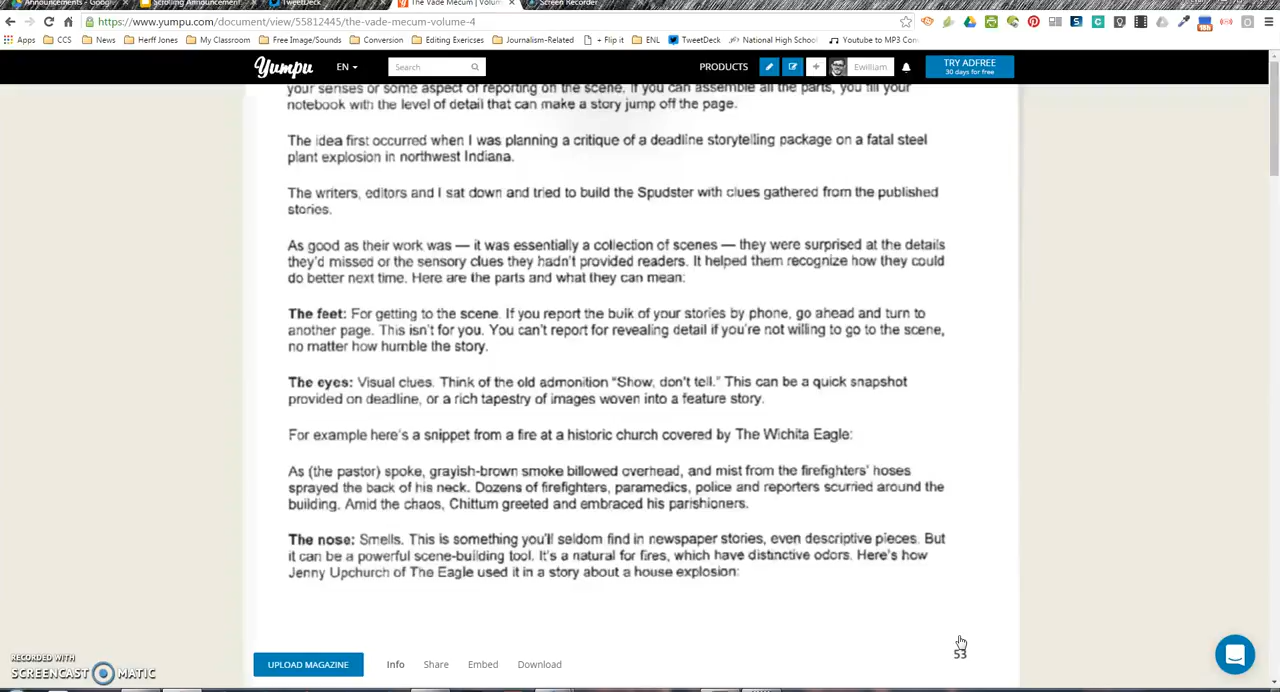 Announcements - Googl
Scrolling Announcement
TweetDeck
The Vade Mecum | Volum
Screen Recorder
https://www.yumpu.com/document/view/55812445/the-vade-mecum-volume-4
Apps CCS News Herff Jones My Classroom Free Image/Sounds Conversion Editing Exericses Journalism-Related + Flip it ENL TweetDeck National High School Youtube to MP3 Con
Yumpu EN Search PRODUCTS Ewilliam TRY ADFREE
30 days for free
your senses or some aspect of reporting on the scene. If you can assemble all the parts, you fill your
notebook with the level of detail that can make a story jump off the page.
The idea first occurred when I was planning a critique of a deadline storytelling package on a fatal steel
plant explosion in northwest Indiana.
The writers, editors and I sat down and tried to build the Spudster with clues gathered from the published
stories.
As good as their work was — it was essentially a collection of scenes — they were surprised at the details
they'd missed or the sensory clues they hadn't provided readers. It helped them recognize how they could
do better next time. Here are the parts and what they can mean:
The feet: For getting to the scene. If you report the bulk of your stories by phone, go ahead and turn to
another page. This isn't for you. You can't report for revealing detail if you're not willing to go to the scene,
no matter how humble the story.
The eyes: Visual clues. Think of the old admonition "Show, don't tell." This can be a quick snapshot
provided on deadline, or a rich tapestry of images woven into a feature story.
For example here's a snippet from a fire at a historic church covered by The Wichita Eagle:
As (the pastor) spoke, grayish-brown smoke billowed overhead, and mist from the firefighters' hoses
sprayed the back of his neck. Dozens of firefighters, paramedics, police and reporters scurried around the
building. Amid the chaos, Chittum greeted and embraced his parishioners.
The nose: Smells. This is something you'll seldom find in newspaper stories, even descriptive pieces. But
it can be a powerful scene-building tool. It's a natural for fires, which have distinctive odors. Here's how
Jenny Upchurch of The Eagle used it in a story about a house explosion:
53
UPLOAD MAGAZINE Info Share Embed Download
RECORDED WITH
SCREENCAST MATIC